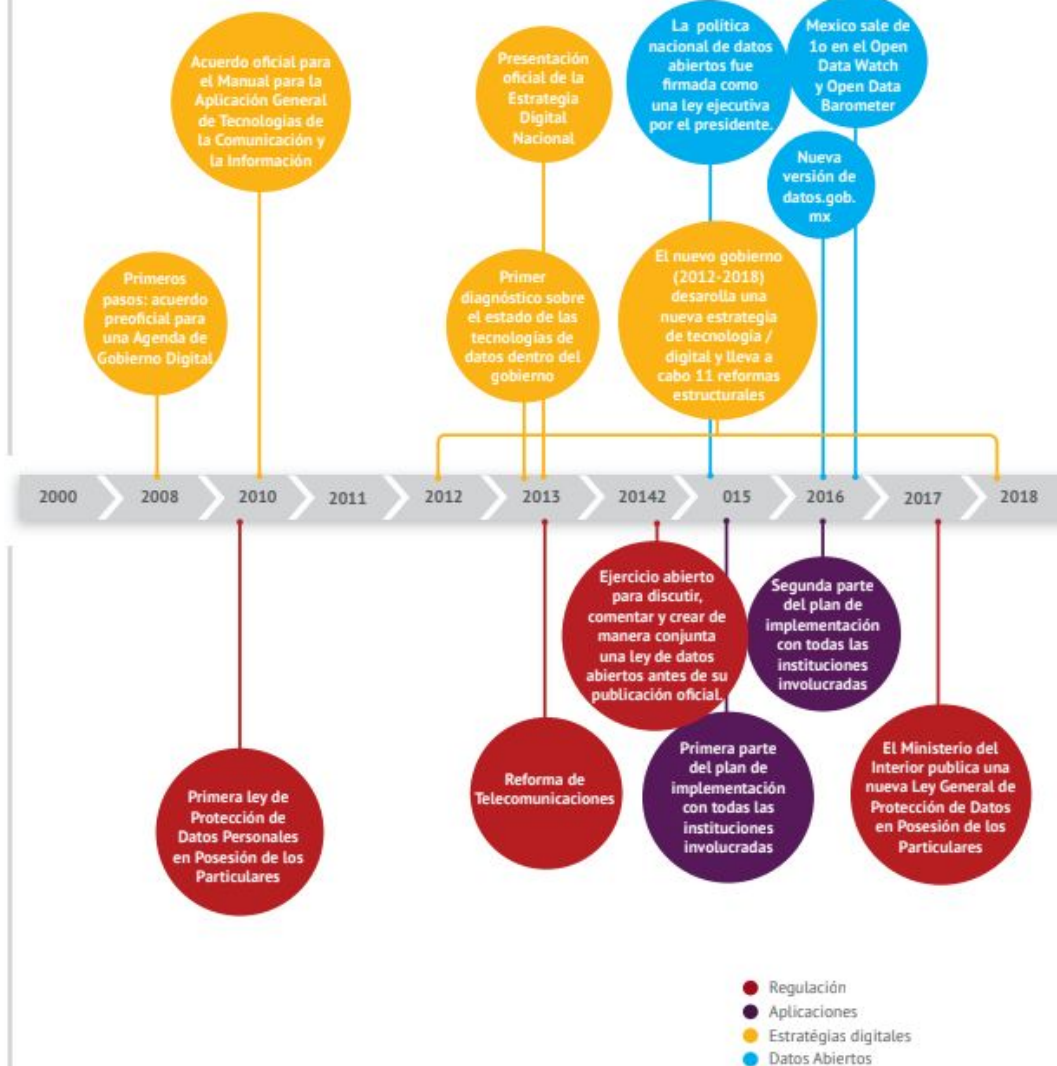 Acuerdo oficial para
el Manual para la
Aplicación General
de Tecnologías de
la Comunicación y
la Información
Presentación
oficial de la
Estrategia
Digital
Nacional
La política
nacional de datos
abiertos fue
firmada como
una ley ejecutiva
por el presidente.
Mexico sale de
1o en el Open
Data Watch
y Open Data
Barometer
Nueva
versión de
datos.gob.
mx
Primeros
pasos: acuerdo
preoficial para
una Agenda de
Gobierno Digital
Primer
diagnóstico sobre
el estado de las
tecnologías de
datos dentro del
gobierno
El nuevo gobierno
(2012-2018)
desarolla una
nueva estrategia
de tecnología /
digital y lleva a
cabo 11 reformas
estructurales
2000 2008 2010 2011 2012 2013 20142 015 2016 2017 2018
Ejercicio abierto
para discutir,
comentar y crear de
manera conjunta
una ley de datos
abiertos antes de su
publicación oficial.
Segunda parte
del plan de
implementación
con todas las
instituciones
involucradas
Primera ley de
Protección de
Datos Personales
en Posesión de los
Particulares
Reforma de
Telecomunicaciones
Primera parte
del plan de
implementación
con todas las
instituciones
involucradas
El Ministerio del
Interior publica una
nueva Ley General de
Protección de Datos
en Posesión de los
Particulares
Regulación
Aplicaciones
Estratégias digitales
Datos Abiertos